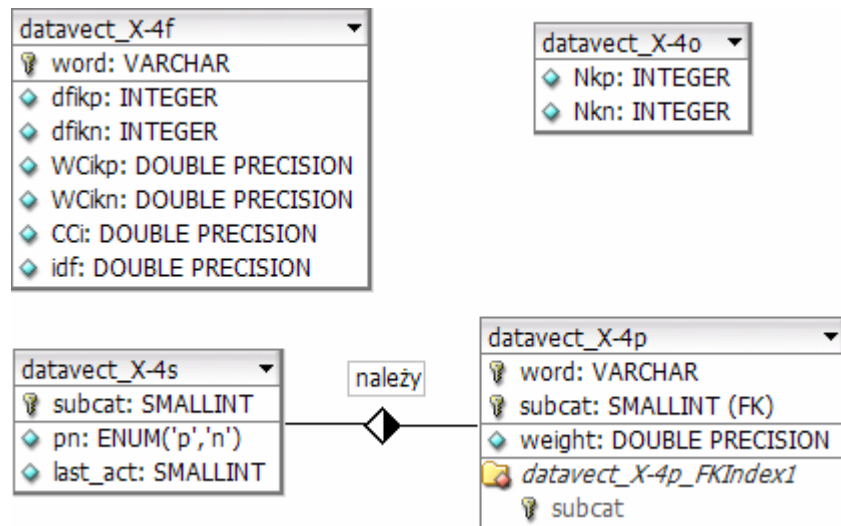 datavect_X-4f
word: VARCHAR
dfikp: INTEGER
dfikn: INTEGER
WCikp: DOUBLE PRECISION
WCikn: DOUBLE PRECISION
CCi: DOUBLE PRECISION
idf: DOUBLE PRECISION
datavect_X-4o
Nkp: INTEGER
Nkn: INTEGER
datavect_X-4s
subcat: SMALLINT
pn: ENUM('p','n')
last_act: SMALLINT
należy
datavect_X-4p
word: VARCHAR
subcat: SMALLINT (FK)
weight: DOUBLE PRECISION
datavect_X-4p_FKIndex1
subcat